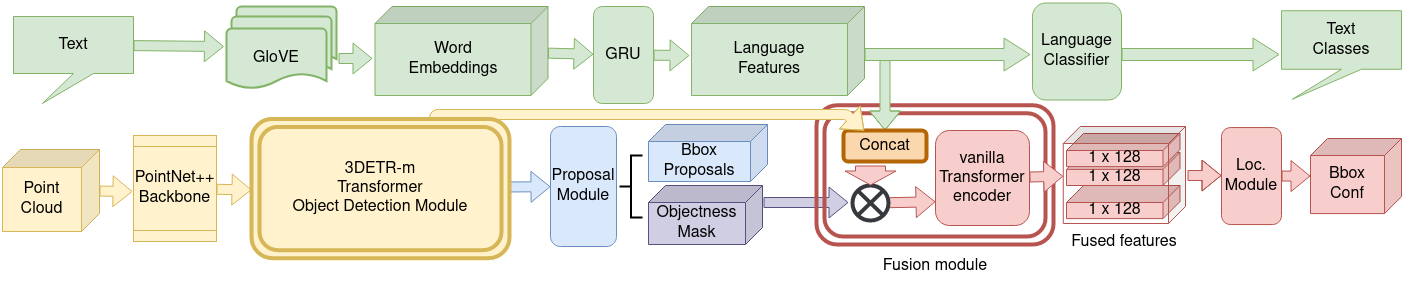 Text
GloVE
Word
Embeddings
GRU
Language
Features
Language
Classifier
Text
Classes
Point
Cloud
PointNet++
Backbone
3DETR-m
Transformer
Object Detection Module
Proposal
Module
Bbox
Proposals
Objectness
Mask
Concat
vanilla
Transformer
encoder
Fusion module
1 x 128
1 x 128
1 x 128
Fused features
Loc.
Module
Bbox
Conf